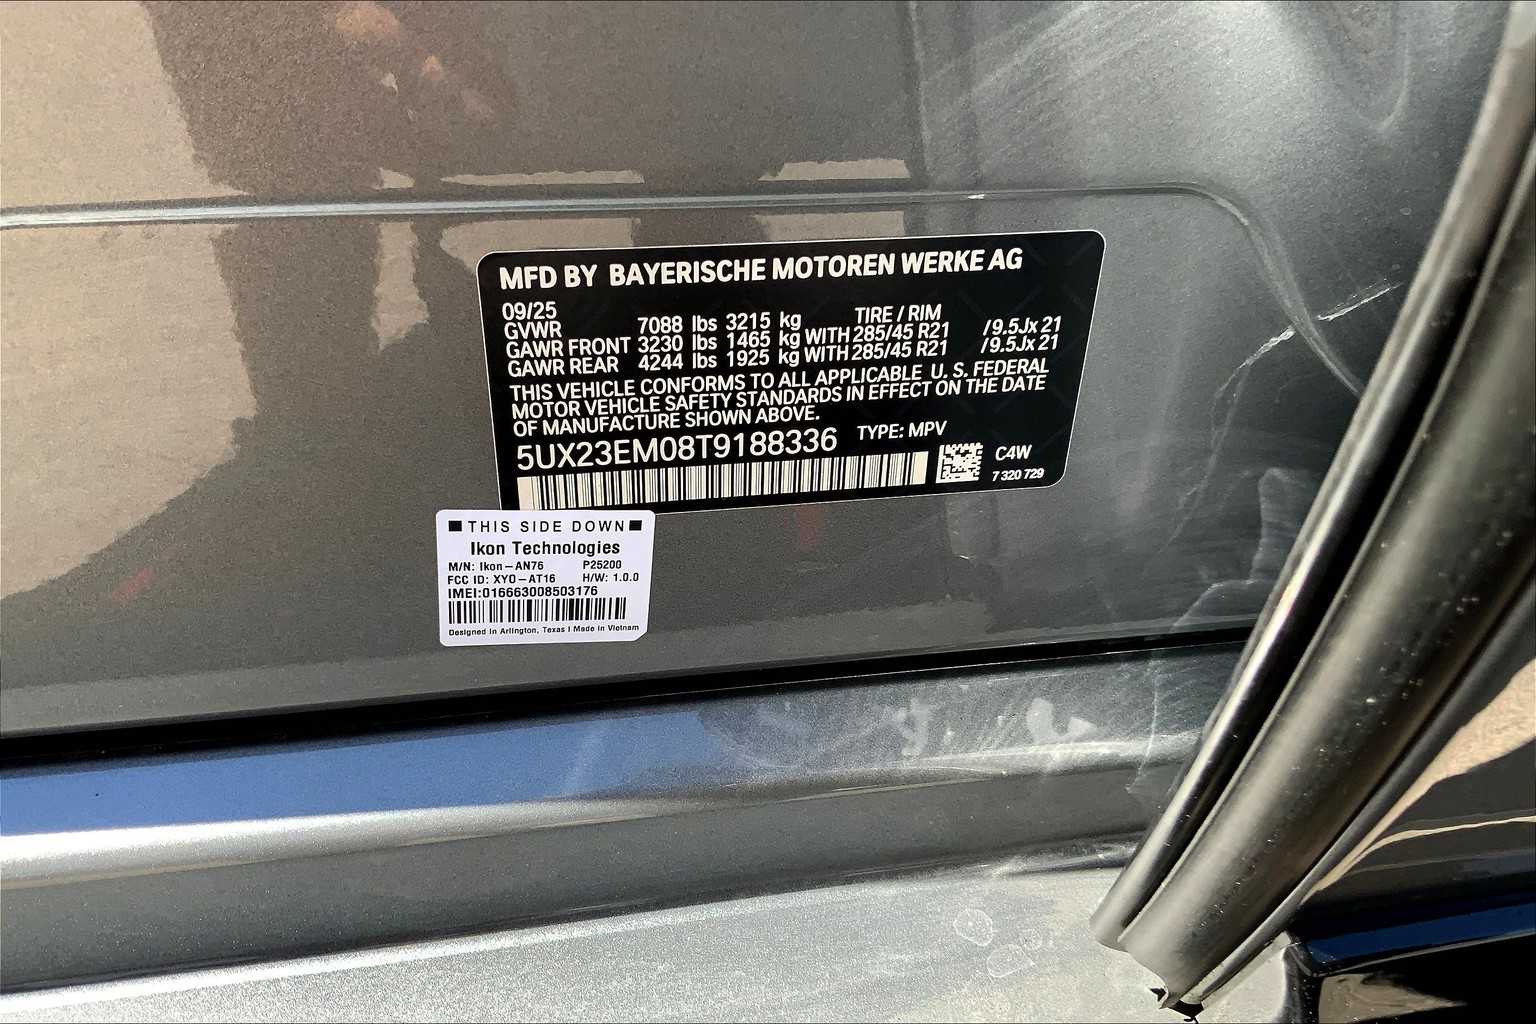 MFD BY BAYERISCHE MOTOREN WERKE AG
09/25 TIRE / RIM
GVWR 7088 lbs 3215 kg
GAWR FRONT 3230 lbs 1465 kg WITH 285/45 R21 /9.5Jx 21
GAWR REAR 4244 lbs 1925 kg WITH 285/45 R21 /9.5Jx 21
THIS VEHICLE CONFORMS TO ALL APPLICABLE U. S. FEDERAL
MOTOR VEHICLE SAFETY STANDARDS IN EFFECT ON THE DATE
OF MANUFACTURE SHOWN ABOVE.
5UX23EM08T9188336 TYPE: MPV
C4W
7 320 729
THIS SIDE DOWN
Ikon Technologies
M/N: Ikon-AN76 P25200
FCC ID: XYO-AT16 H/W: 1.0.0
IMEI:016663008503176
Designed in Arlington, Texas | Made in Vietnam